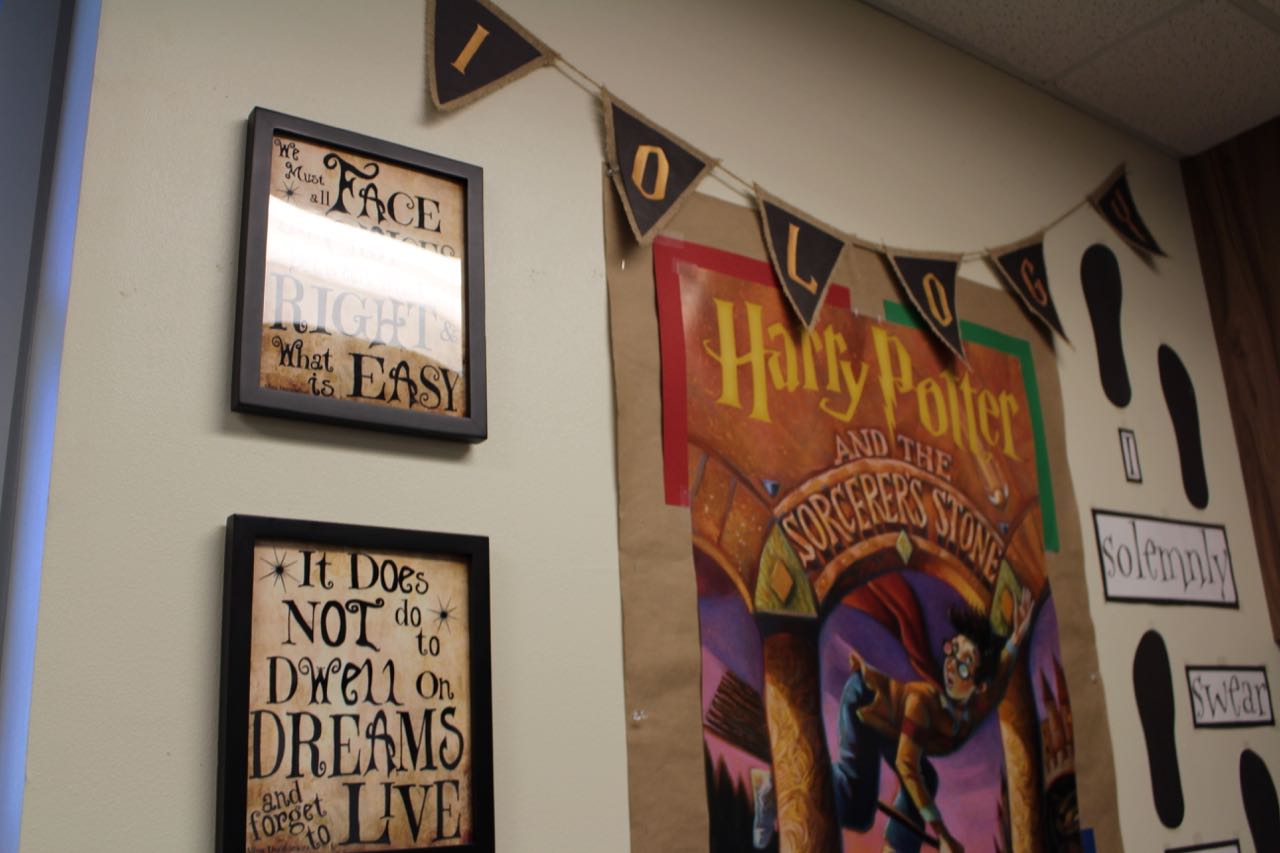 I O L O G Y
We
Must
all FACE
RIGHT &
What
is EASY
It Does
NOT do
to
Dwell On
DREAMS
and
forget
to LIVE
Harry Potter
AND THE
SORCERER'S STONE
I
solemnly
swear